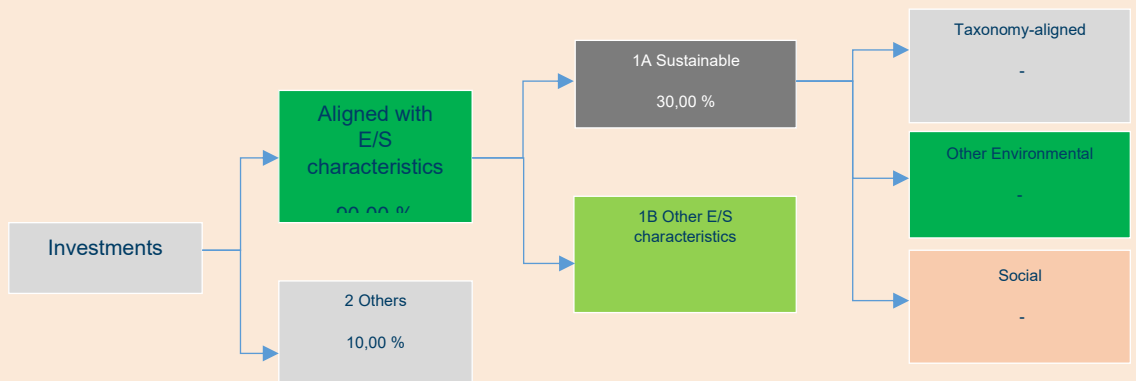 Investments
Aligned with
E/S
characteristics
2 Others
10,00 %
1A Sustainable
30,00 %
1B Other E/S
characteristics
Taxonomy-aligned
-
Other Environmental
-
Social
-